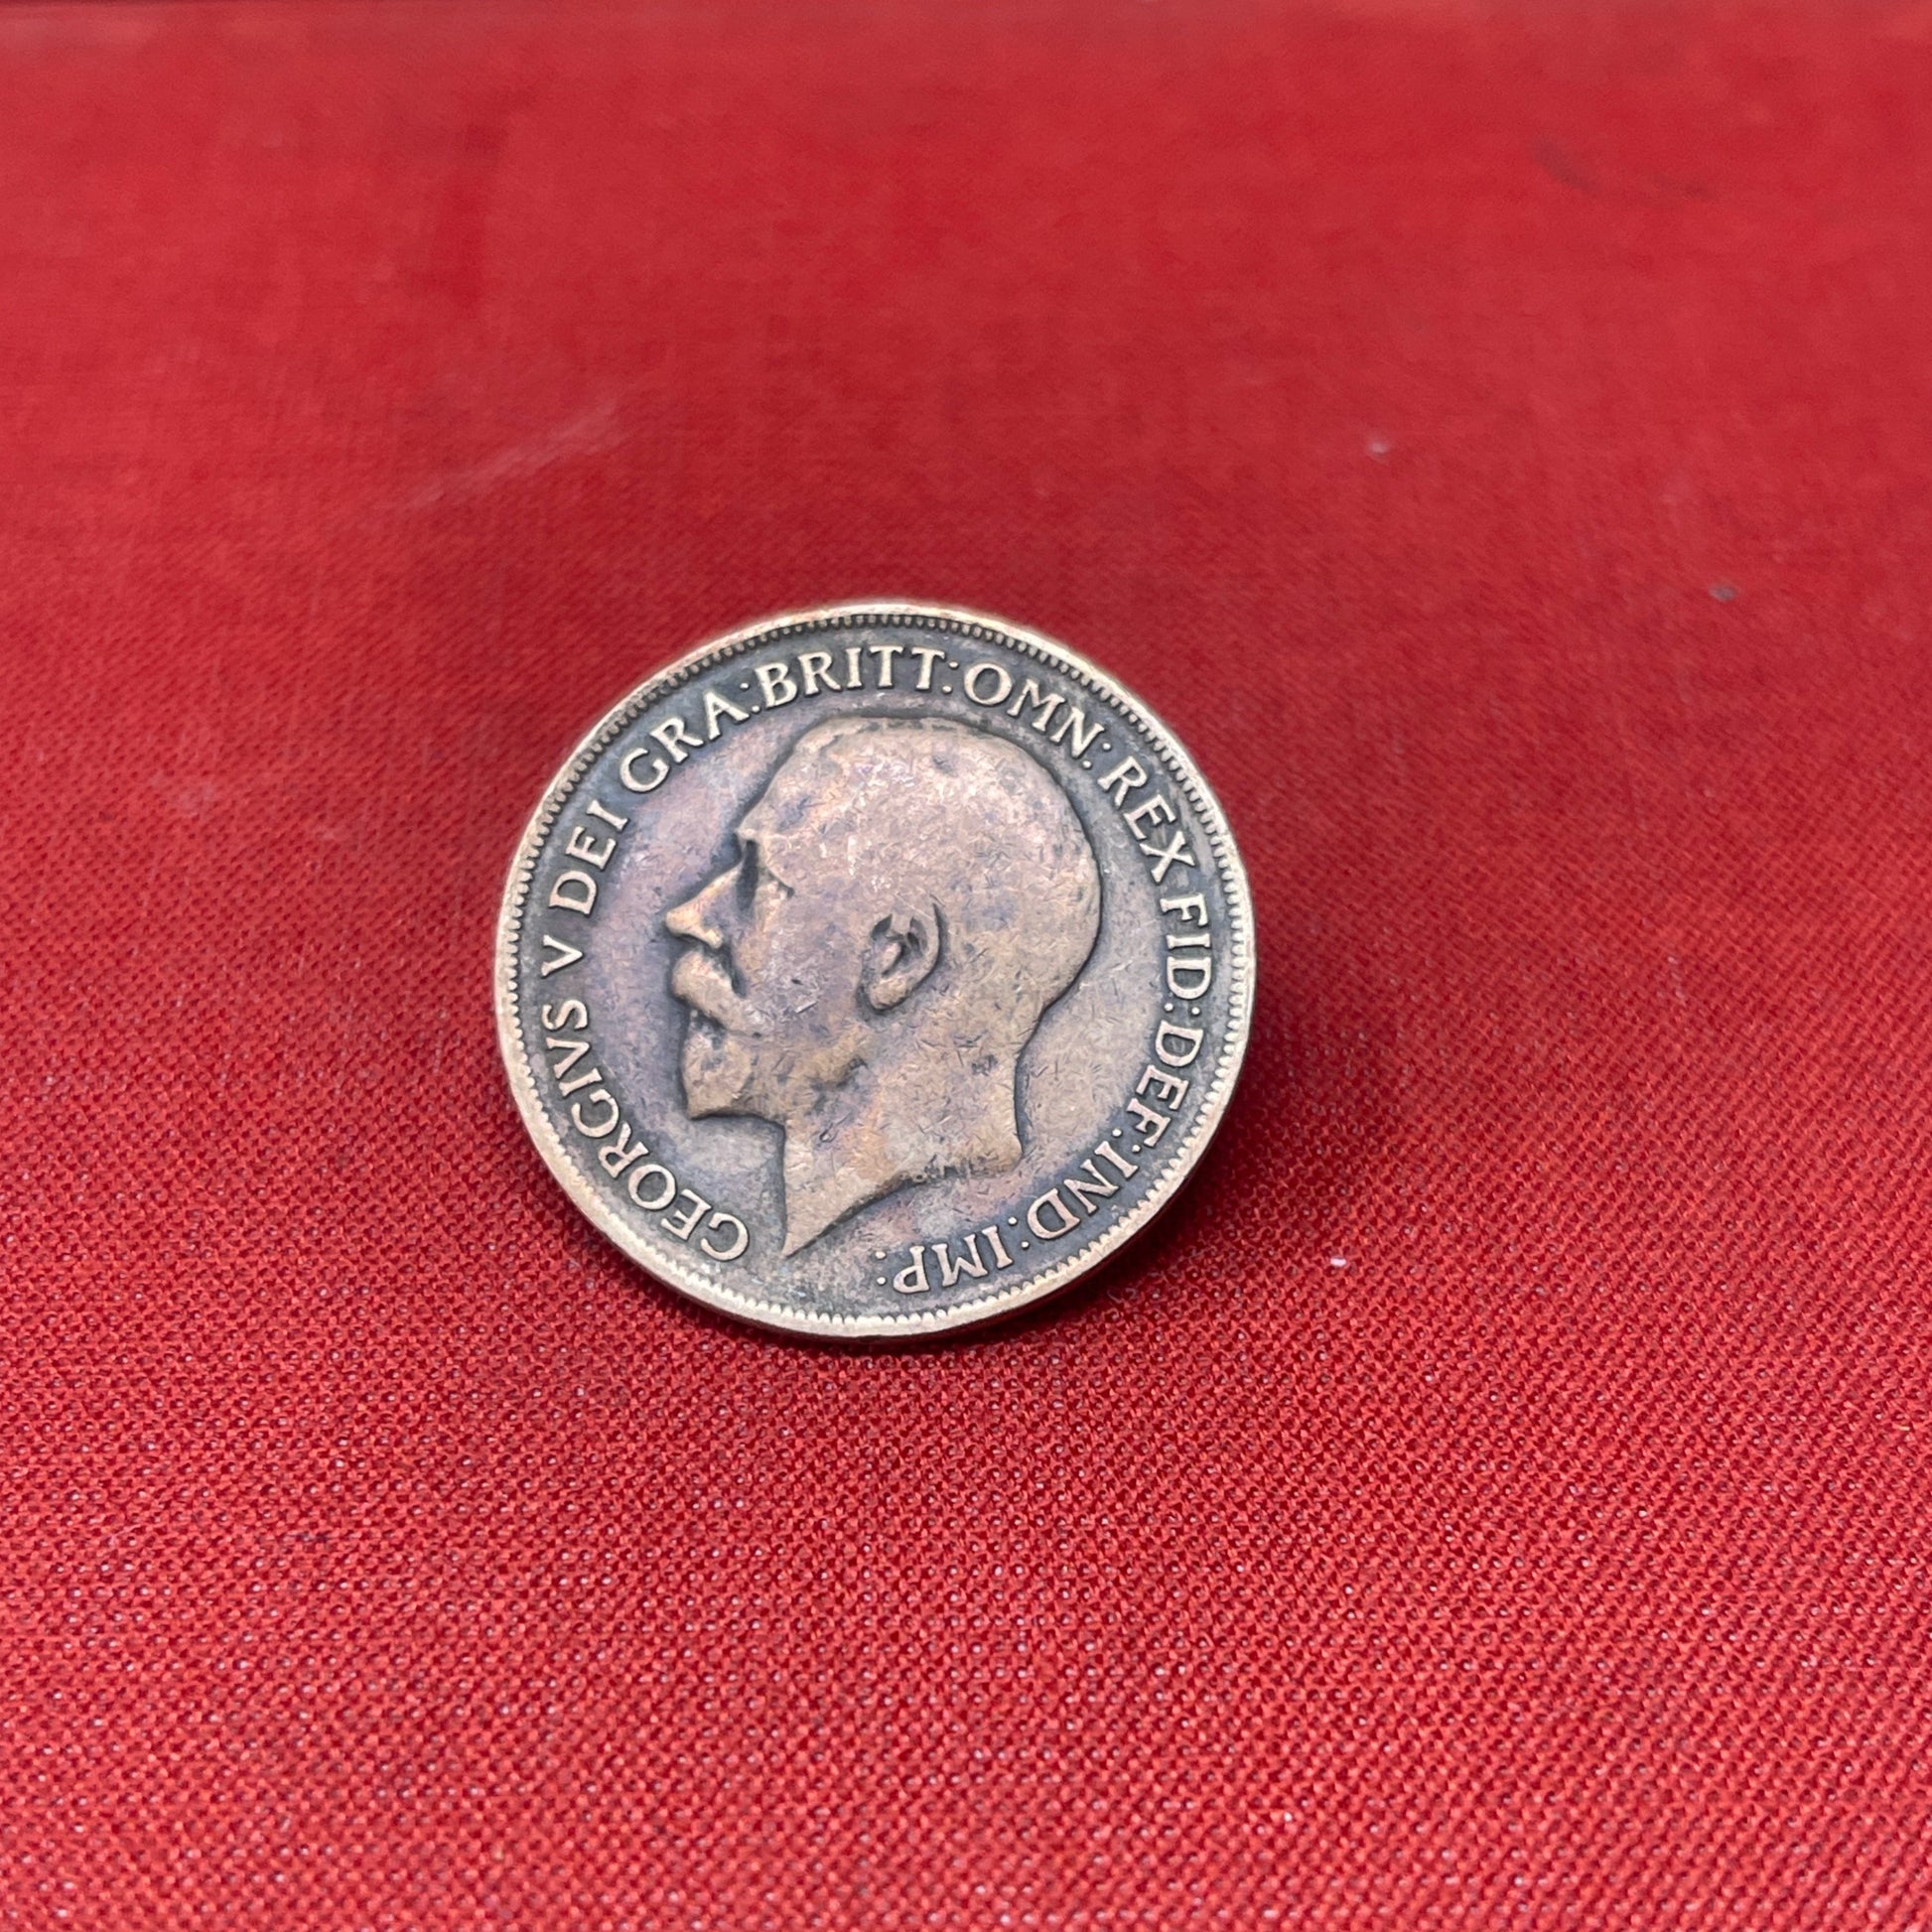 GEORGIVS V DEI GRA:BRITT:OMN:REX FID:DEF:IND:IMP: